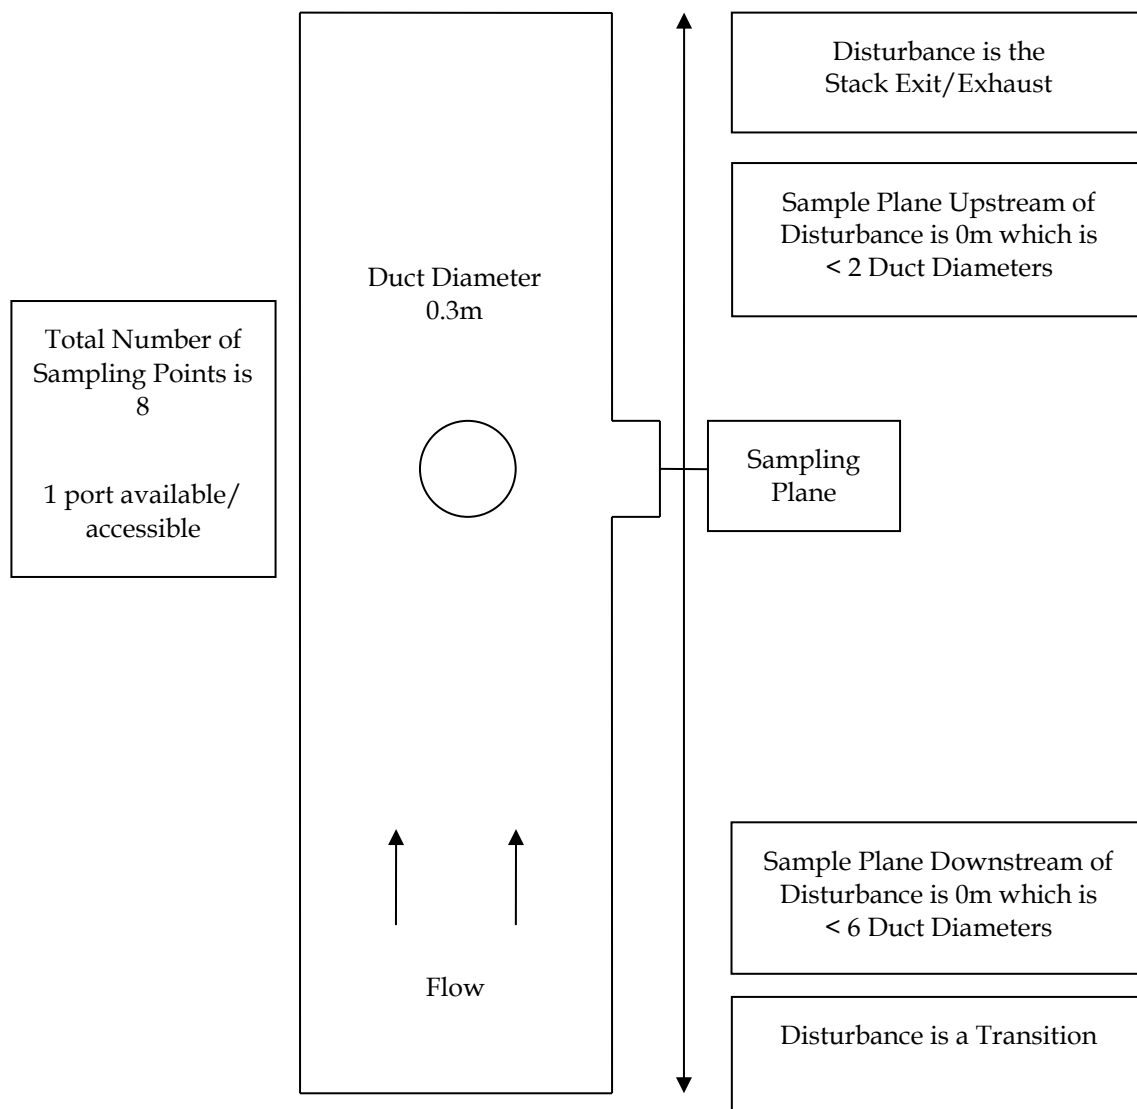 Disturbance is the
Stack Exit/Exhaust
Sample Plane Upstream of
Disturbance is 0m which is
< 2 Duct Diameters
Duct Diameter
0.3m
Total Number of
Sampling Points is
8
1 port available/
accessible
Sampling
Plane
Sample Plane Downstream of
Disturbance is 0m which is
< 6 Duct Diameters
Flow
Disturbance is a Transition